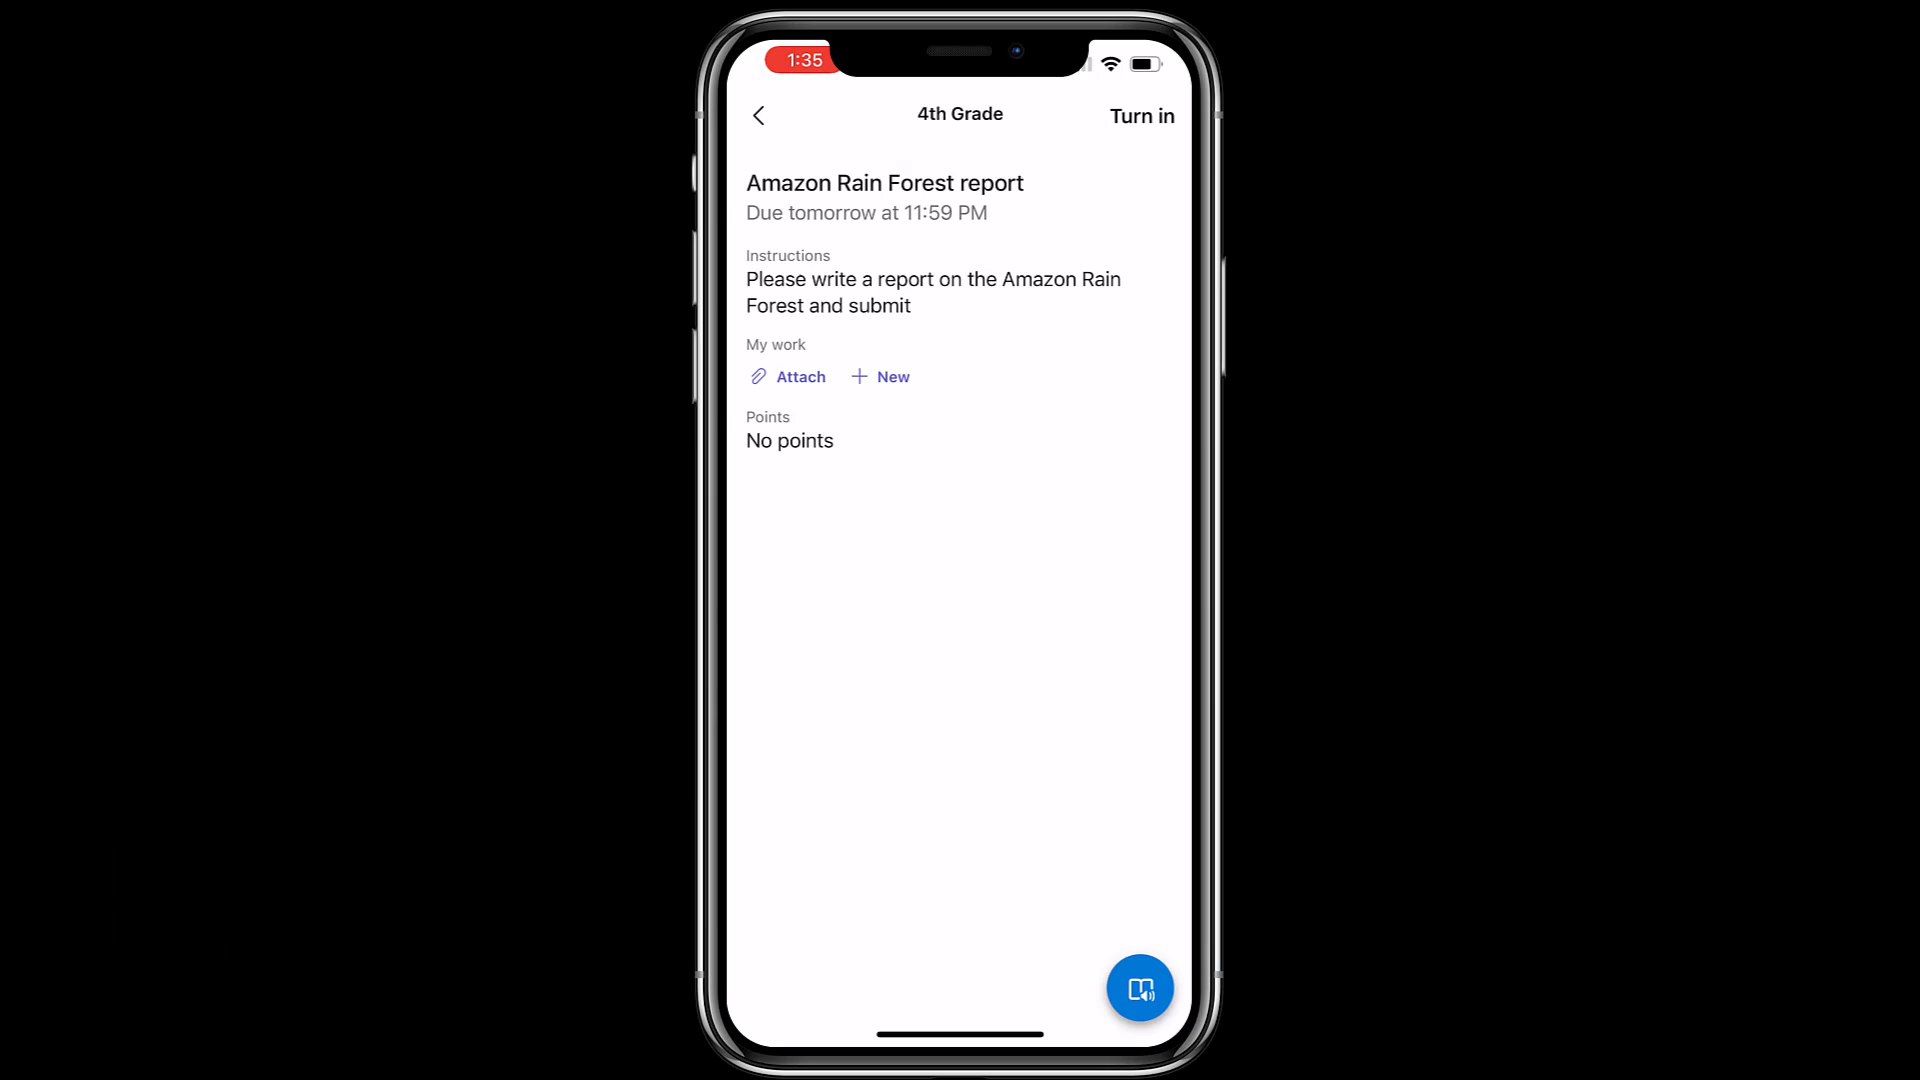 1:35
4th Grade
Turn in
Amazon Rain Forest report
Due tomorrow at 11:59 PM
Instructions
Please write a report on the Amazon Rain
Forest and submit
My work
Attach
New
Points
No points